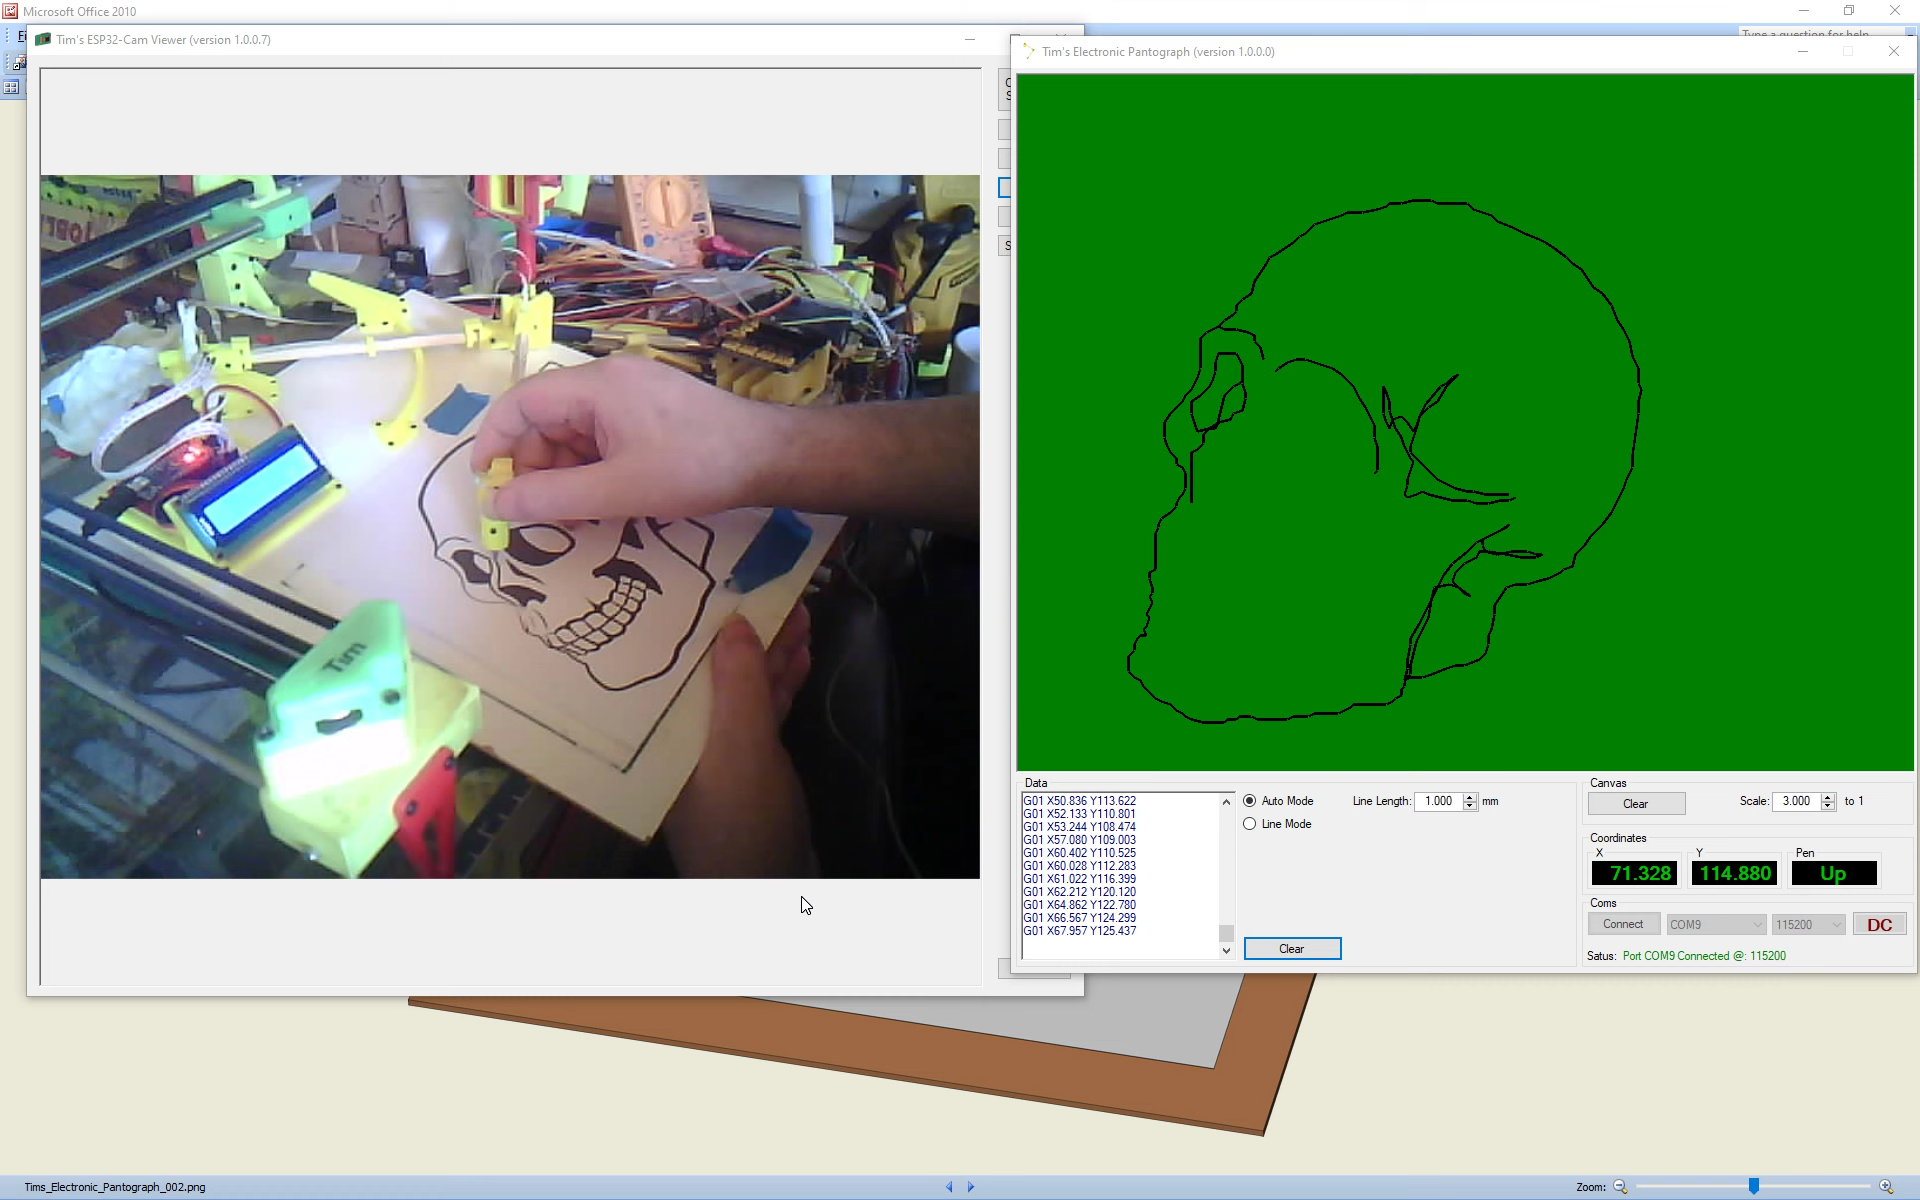 Microsoft Office 2010
Type a question for help
Tim's ESP32-Cam Viewer (version 1.0.0.7)
Tim's Electronic Pantograph (version 1.0.0.0)
Tim
Data
G01 X50.836 Y113.622
G01 X52.133 Y110.801
G01 X53.244 Y108.474
G01 X57.080 Y109.003
G01 X60.402 Y110.525
G01 X60.028 Y112.283
G01 X61.022 Y116.399
G01 X62.212 Y120.120
G01 X64.862 Y122.780
G01 X66.567 Y124.299
G01 X67.957 Y125.437
Auto Mode
Line Mode
Line Length: 1.000 mm
Clear
Canvas
Clear
Scale: 3.000 to 1
Coordinates
X Y Pen
71.328 114.880 Up
Coms
Connect COM9 115200 DC
Satus: Port COM9 Connected @: 115200
Tims_Electronic_Pantograph_002.png
Zoom: